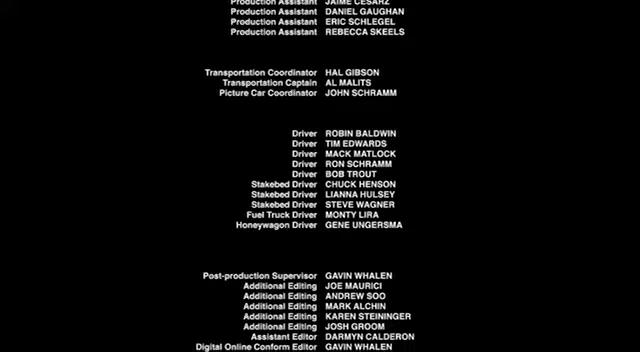 Production Assistant JAIME CESARZ
Production Assistant DANIEL GAUGHAN
Production Assistant ERIC SCHLEGEL
Production Assistant REBECCA SKEELS
Transportation Coordinator HAL GIBSON
Transportation Captain AL MALITS
Picture Car Coordinator JOHN SCHRAMM
Driver ROBIN BALDWIN
Driver TIM EDWARDS
Driver MACK MATLOCK
Driver RON SCHRAMM
Driver BOB TROUT
Stakebed Driver CHUCK HENSON
Stakebed Driver LIANNA HULSEY
Stakebed Driver STEVE WAGNER
Fuel Truck Driver MONTY LIRA
Honeywagon Driver GENE UNGERSMA
Post-production Supervisor GAVIN WHALEN
Additional Editing JOE MAURICI
Additional Editing ANDREW SOO
Additional Editing MARK ALCHIN
Additional Editing KAREN STEININGER
Additional Editing JOSH GROOM
Assistant Editor DARMYN CALDERON
Digital Online Conform Editor GAVIN WHALEN